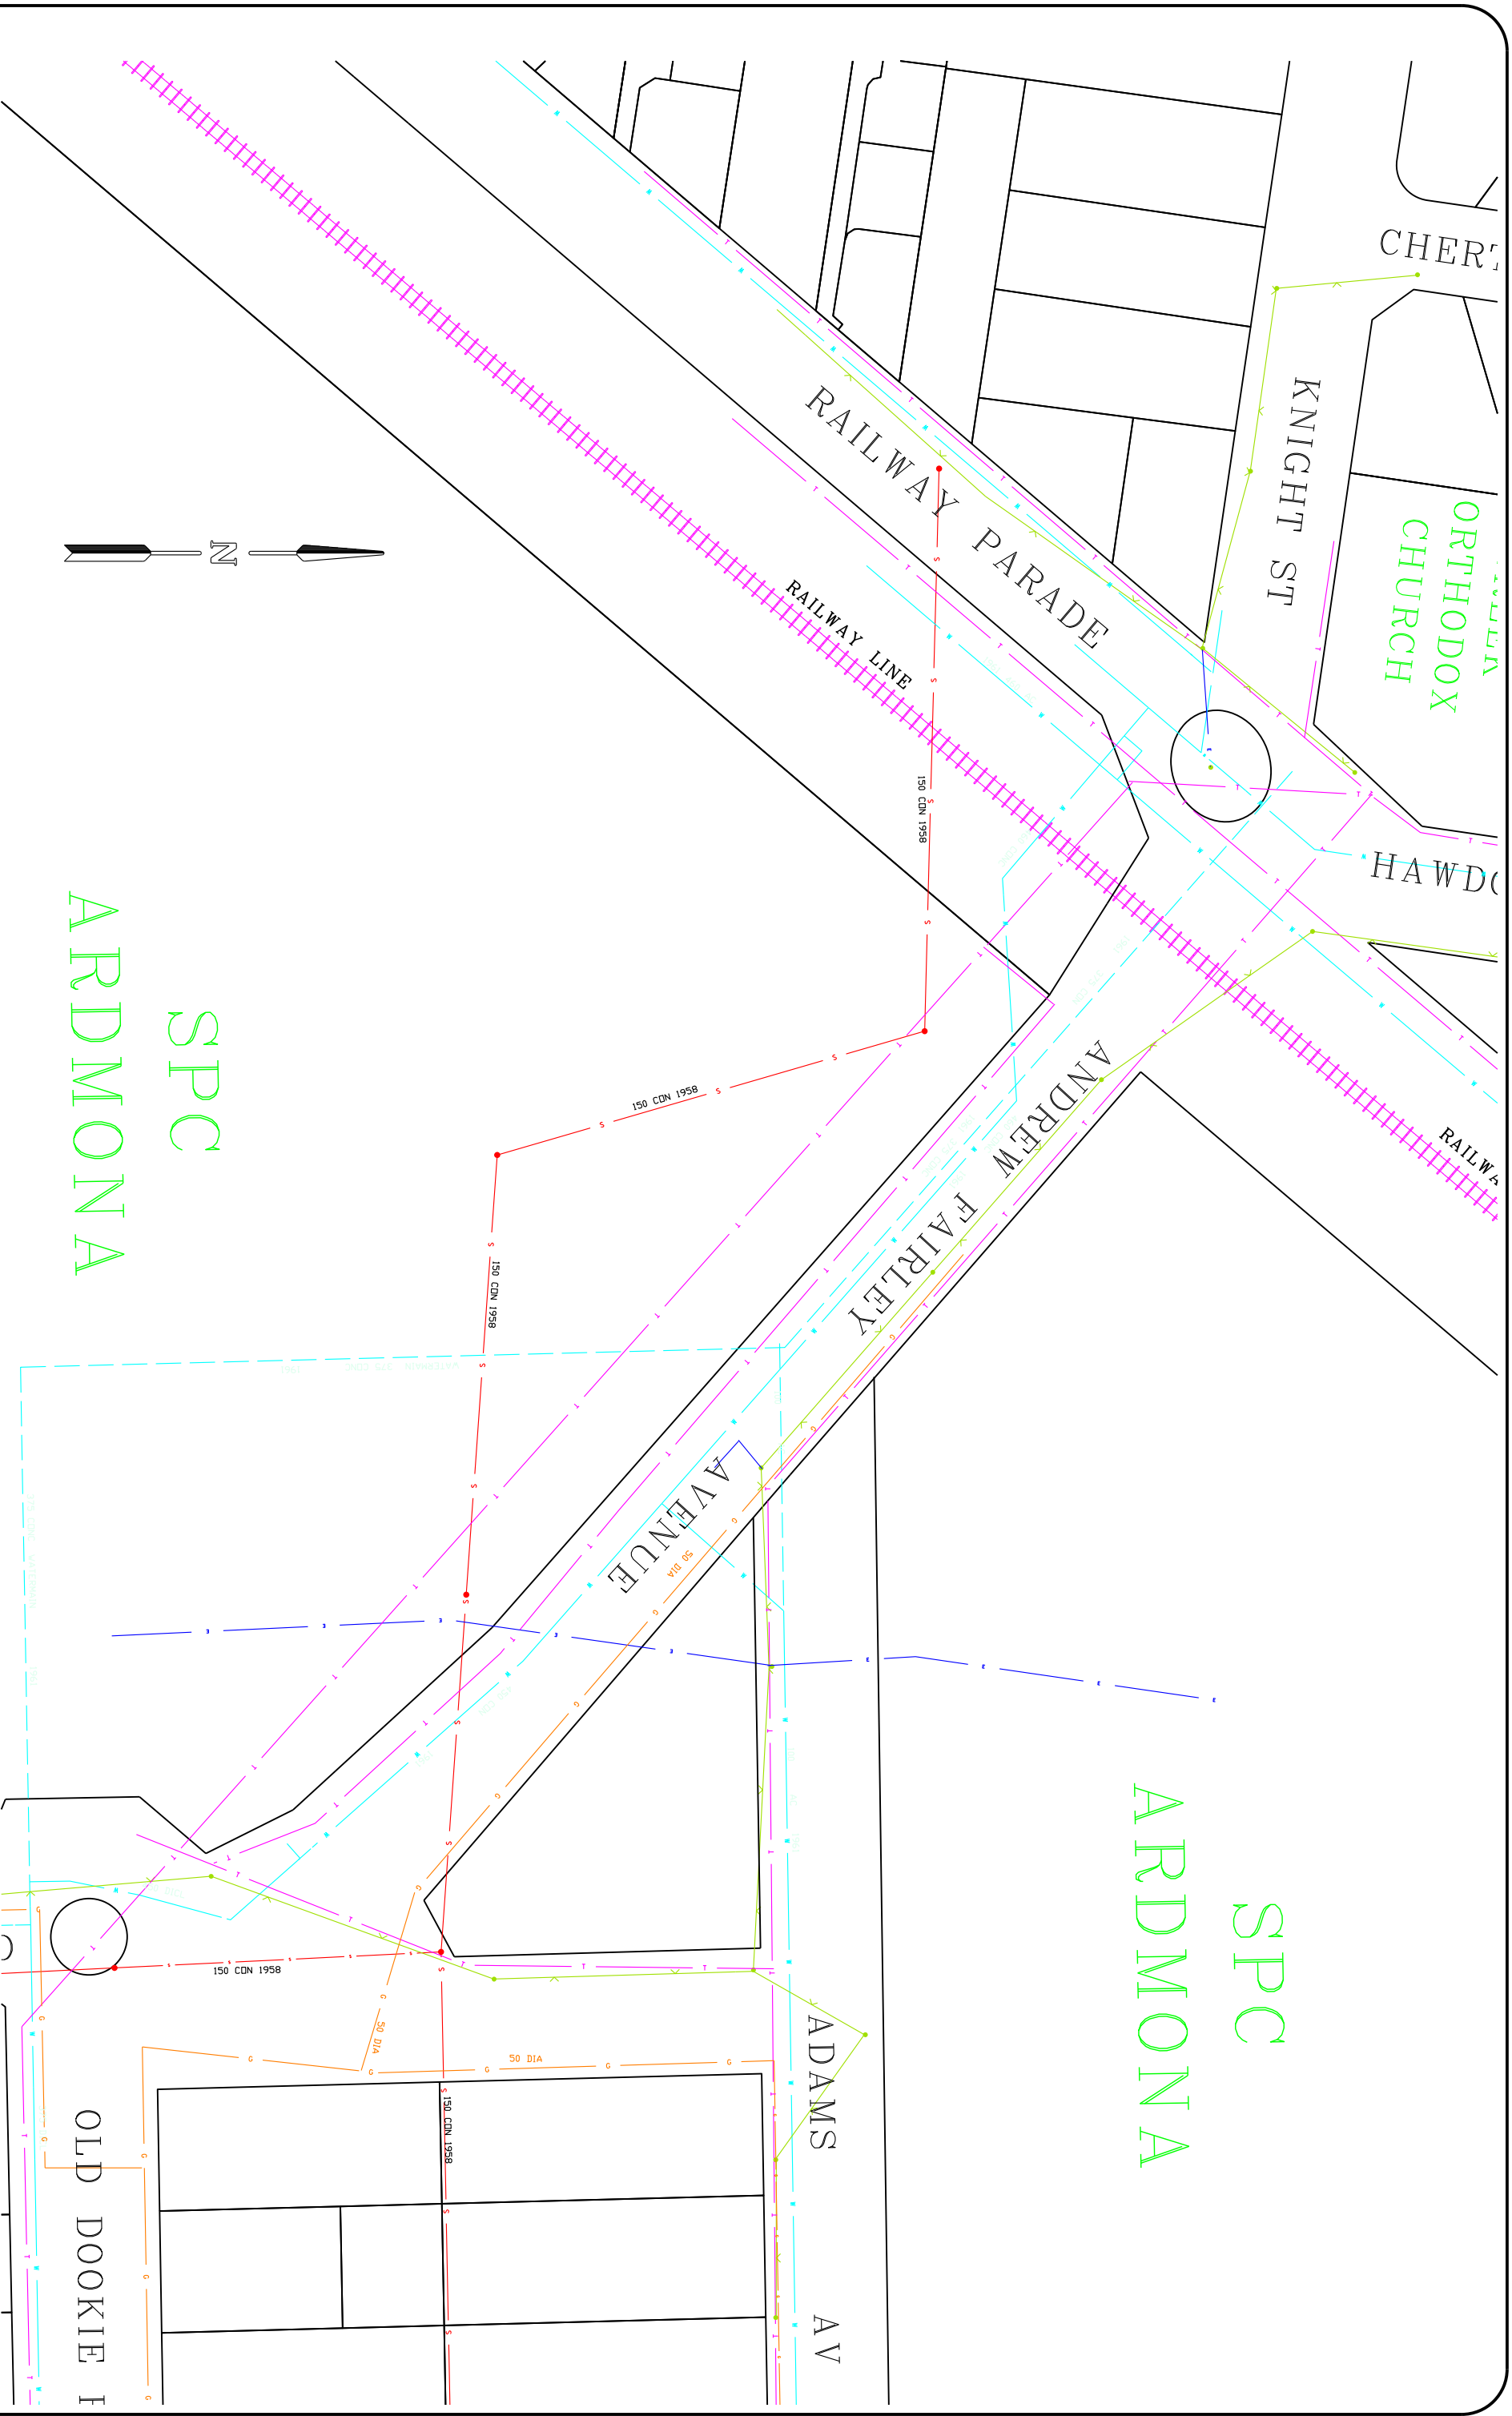 CHERT
KNIGHT ST
ORTHODOX
CHURCH
RAILWAY PARADE
RAILWAY LINE
N
HAWDO
150 CON 1958
150 CON 1958
150 CON 1958
SPC
ARDMONA
ANDREW FAIRLEY
AVENUE
RAILWA
50 DIA
SPC
ARDMONA
150 CON 1958
50 DIA
50 DIA
150 CON 1958
ADAMS AV
OLD DOOKIE